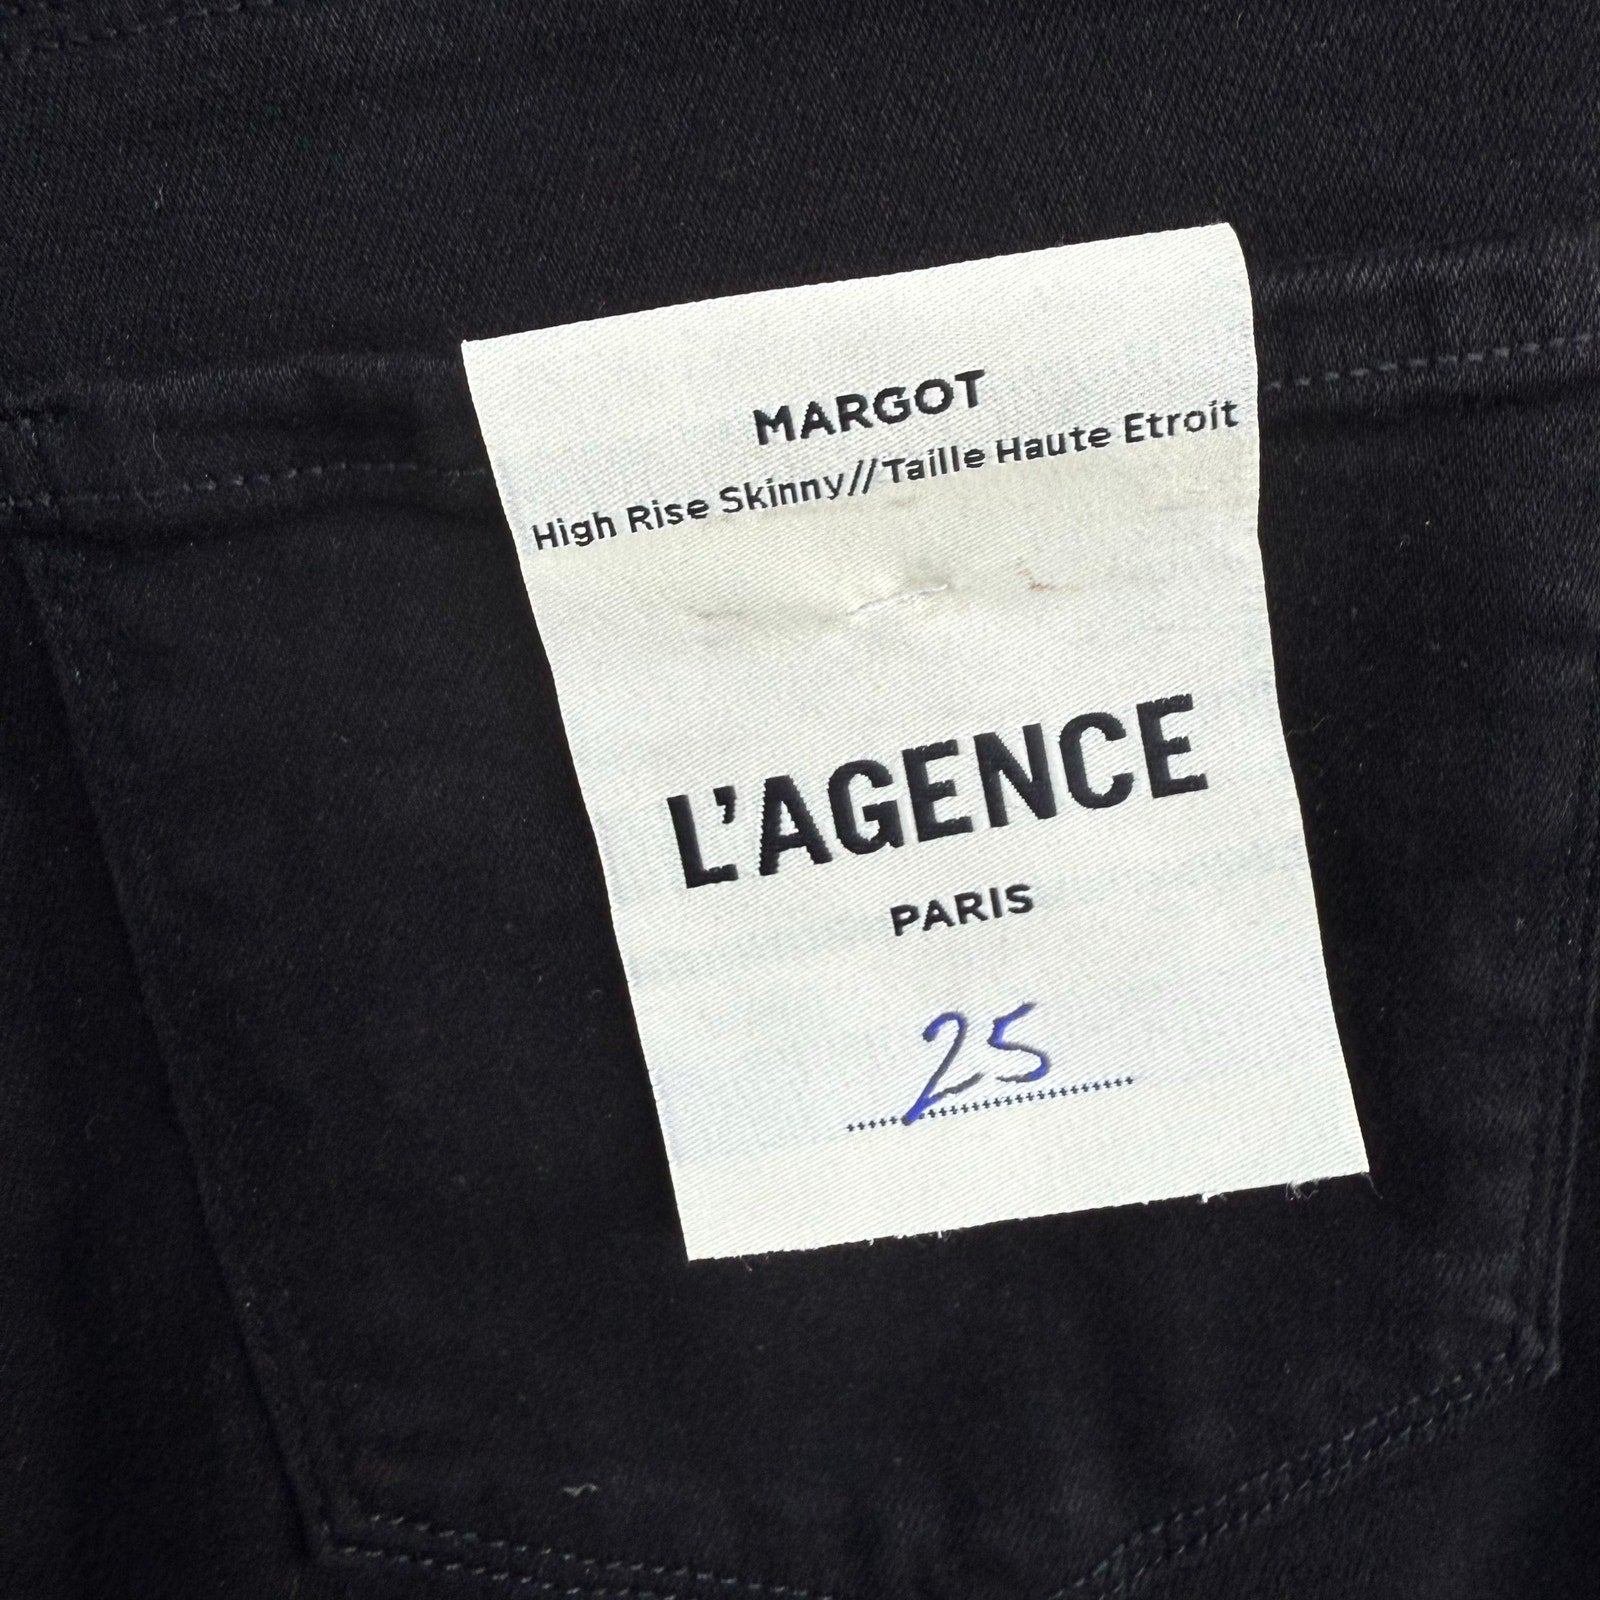 MARGOT
High Rise Skinny//Taille Haute Etroit
L'AGENCE
PARIS
25